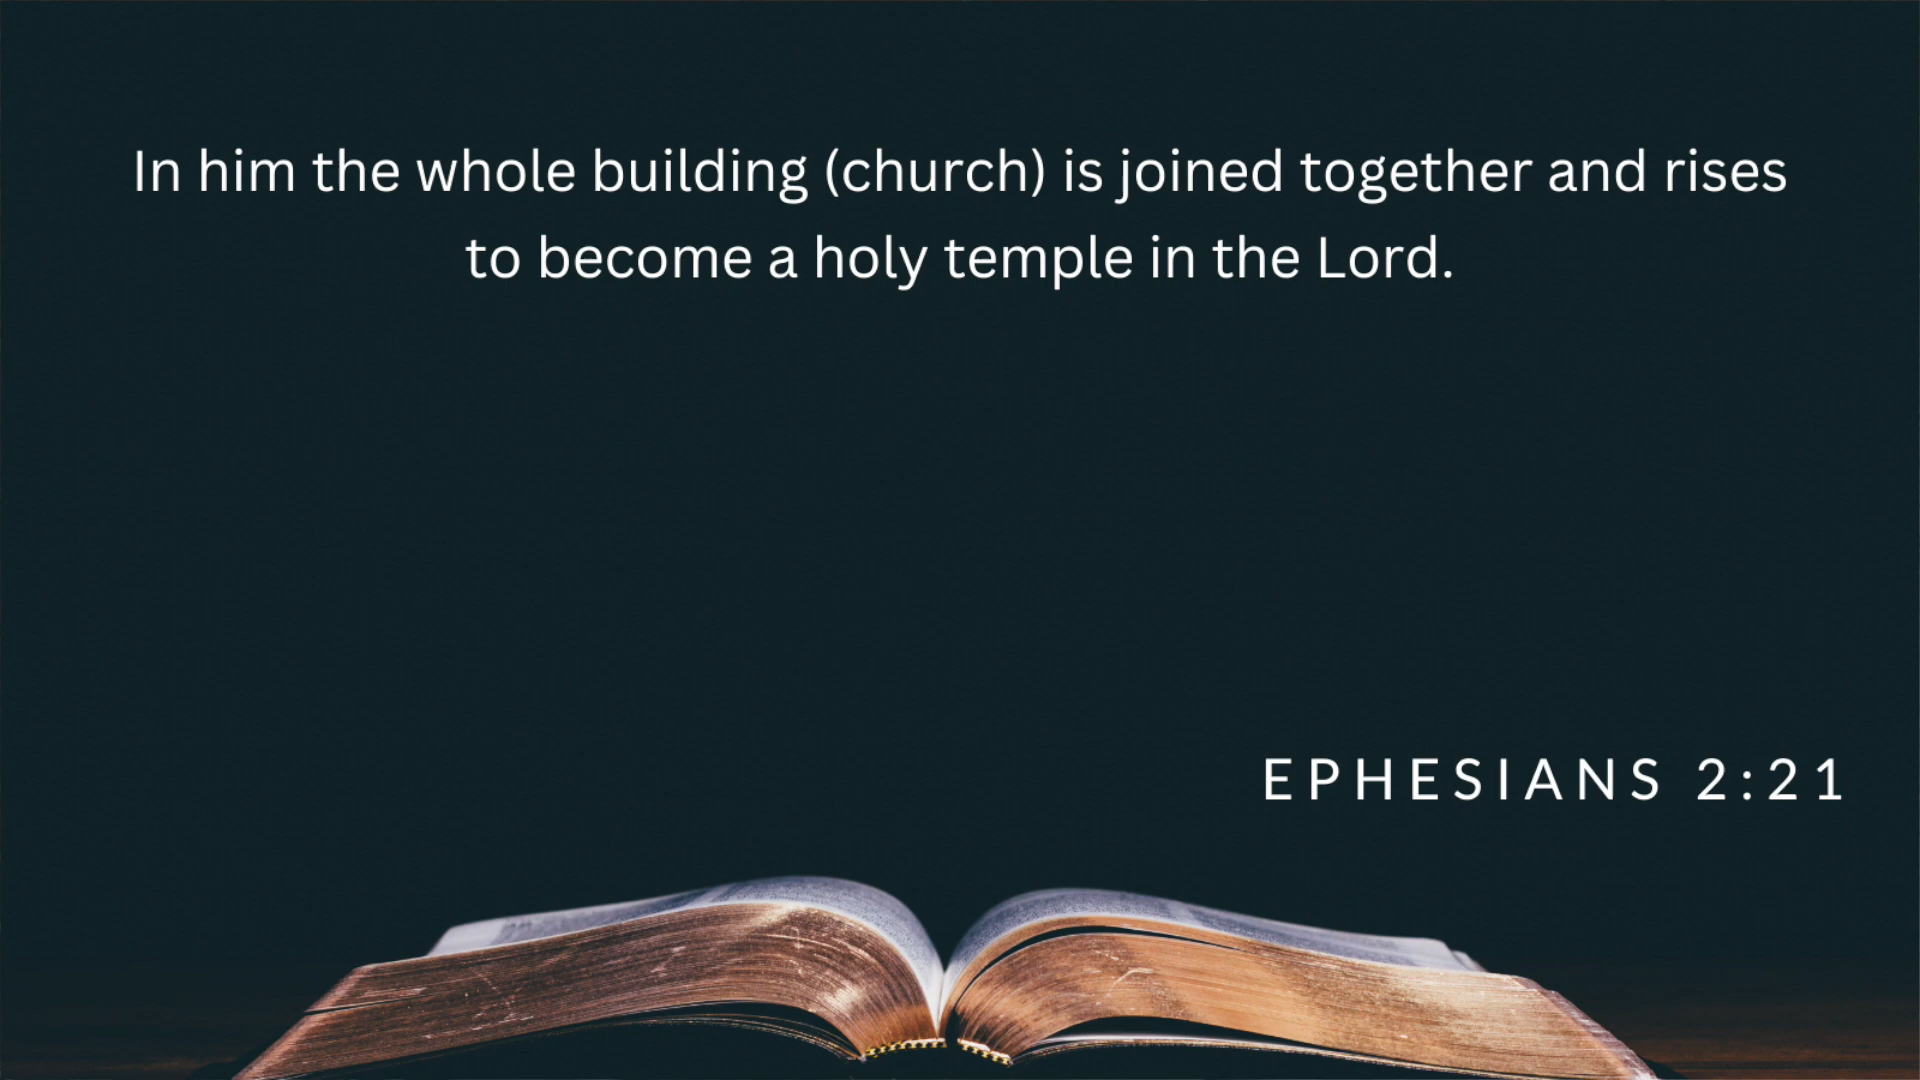 In him the whole building (church) is joined together and rises
to become a holy temple in the Lord.
EPHESIANS 2:21